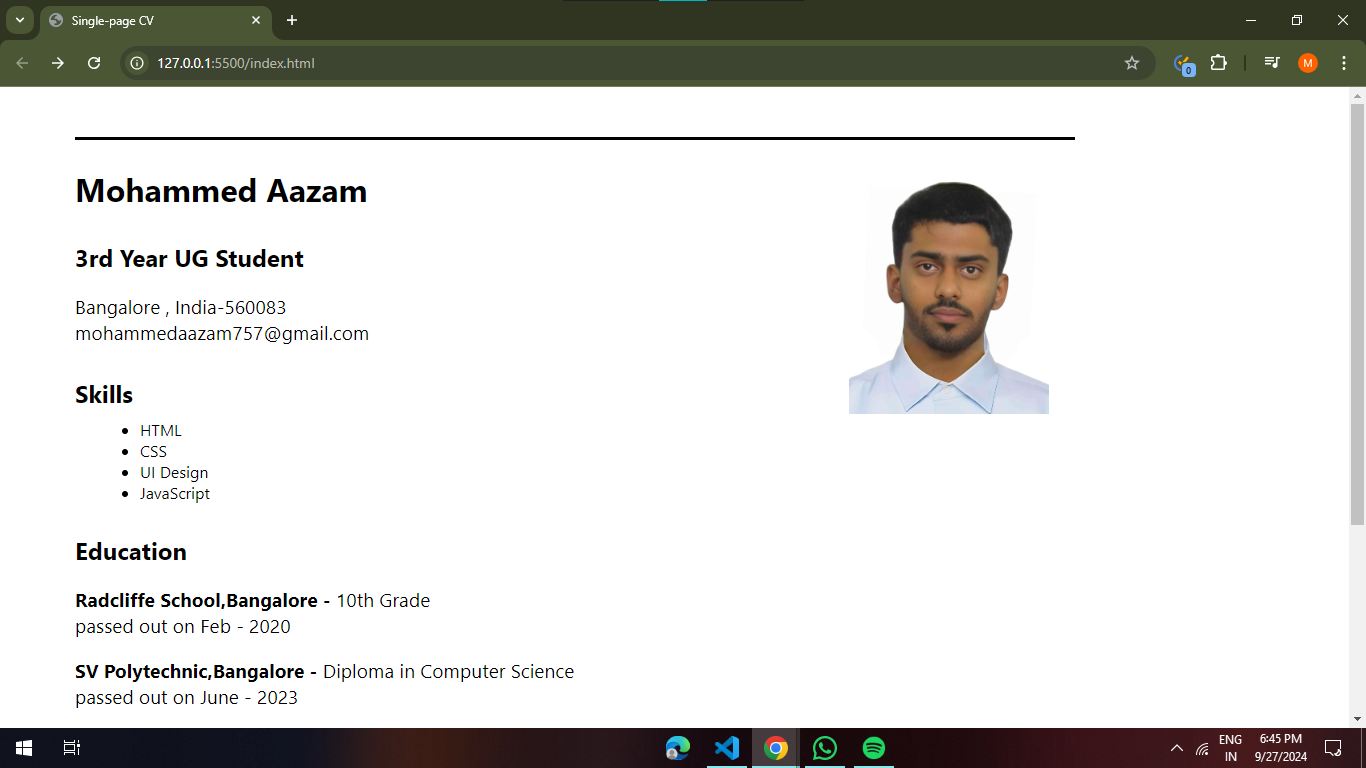 Single-page CV
127.0.0.1:5500/index.html
0
M
Mohammed Aazam
3rd Year UG Student
Bangalore , India-560083
mohammedaazam757@gmail.com
Skills
HTML
CSS
UI Design
JavaScript
Education
Radcliffe School,Bangalore - 10th Grade
passed out on Feb - 2020
SV Polytechnic,Bangalore - Diploma in Computer Science
passed out on June - 2023
ENG
IN
6:45 PM
9/27/2024